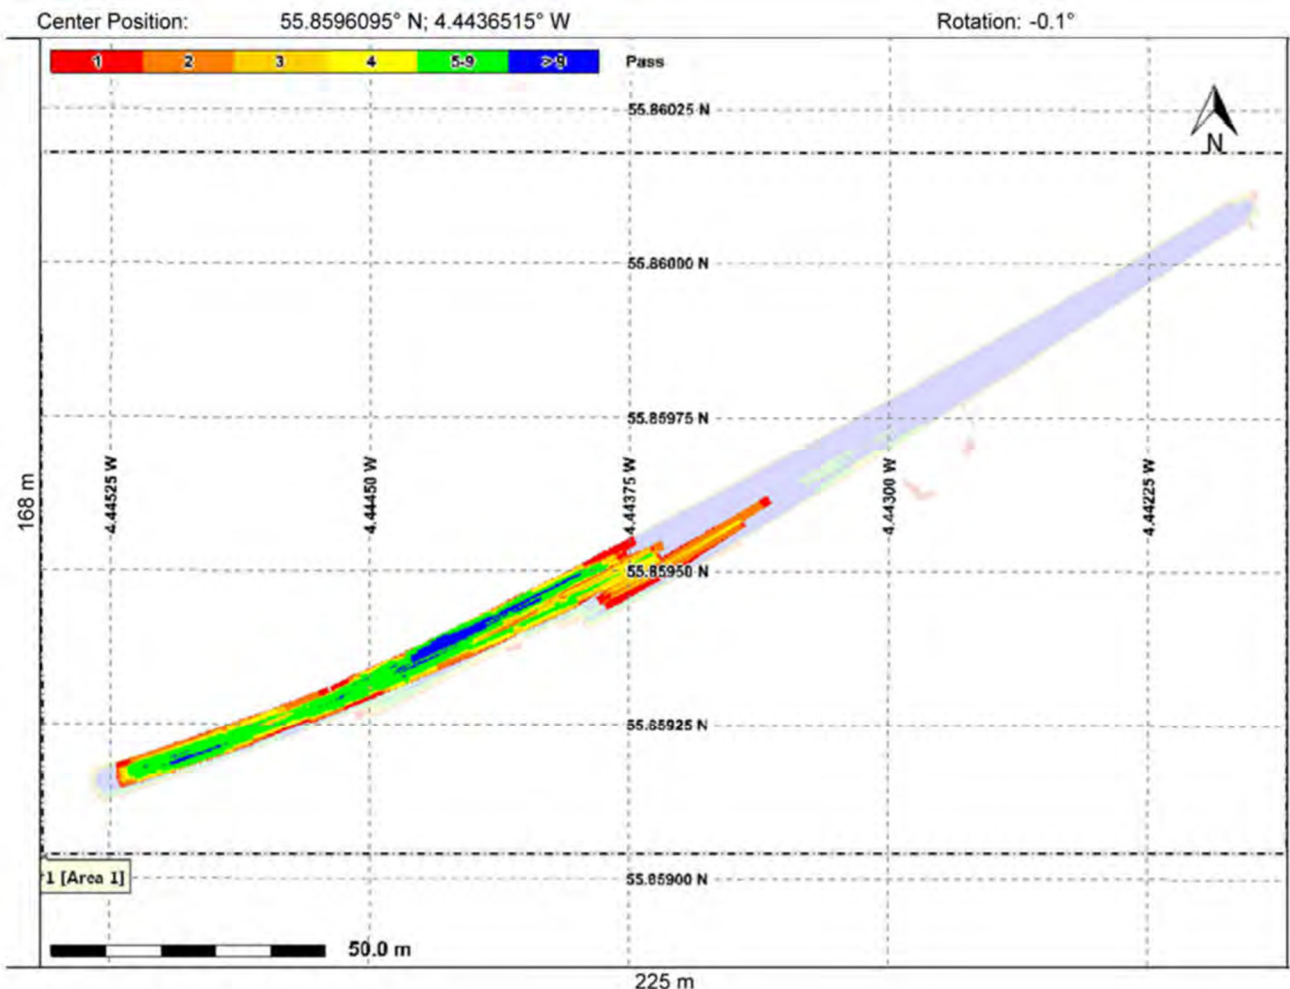 Center Position: 55.8596095° N; 4.4436515° W Rotation: -0.1°
1 2 3 4 5-9 >9 Pass
55.86025 N
N
55.86000 N
55.85975 N
4.44525 W
4.44450 W
4.44375 W
4.44300 W
4.44225 W
168 m
55.85950 N
55.85925 N
1 [Area 1]
55.85900 N
50.0 m
225 m